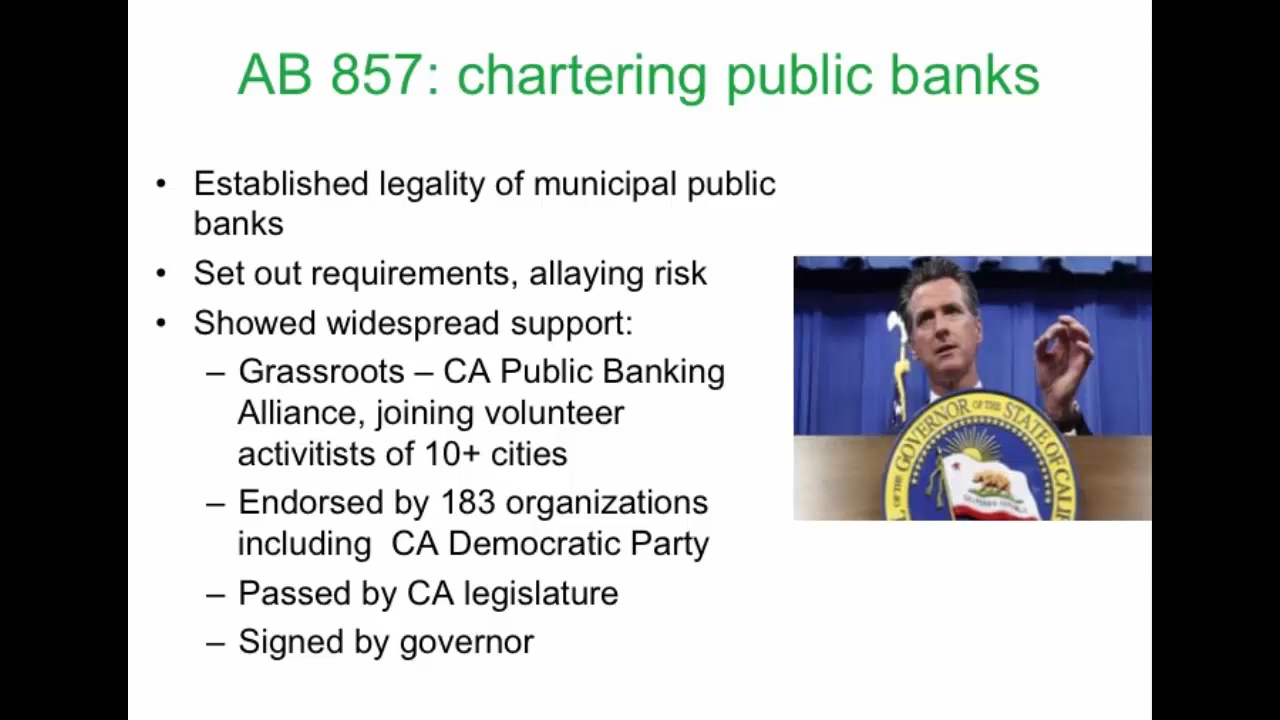 AB 857: chartering public banks
• Established legality of municipal public
banks
• Set out requirements, allaying risk
• Showed widespread support:
– Grassroots – CA Public Banking
Alliance, joining volunteer
activitists of 10+ cities
– Endorsed by 183 organizations
including  CA Democratic Party
– Passed by CA legislature
– Signed by governor
GOVERNOR OF THE STATE OF CALIF